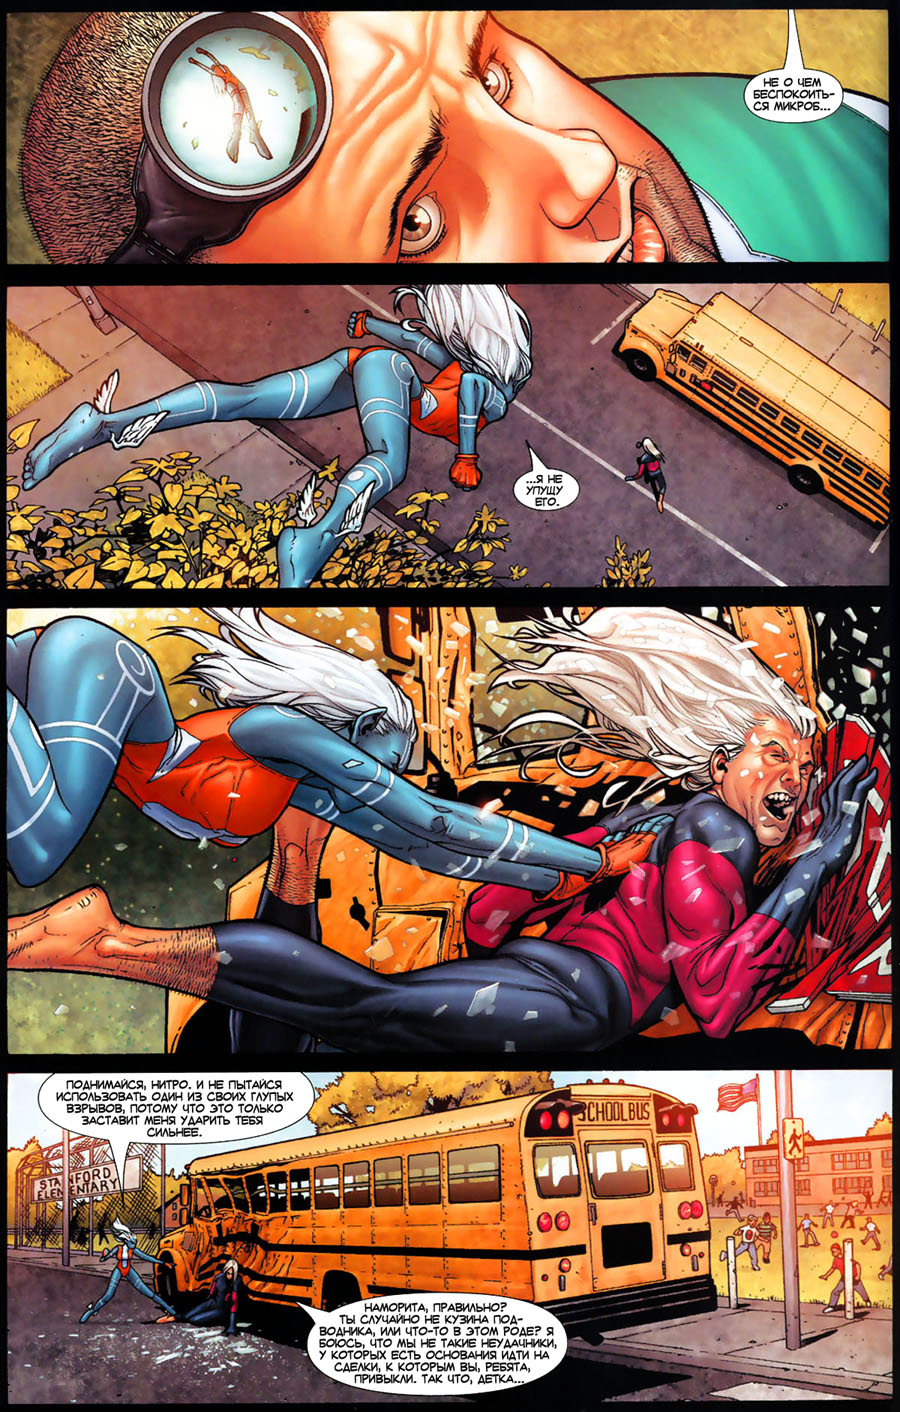 НЕ О ЧЕМ
БЕСПОКОИТЬ-
СЯ МИКРОБ...
...Я НЕ
УПУЩУ
ЕГО.
ПОДНИМАЙСЯ, НИТРО. И НЕ ПЫТАЙСЯ
ИСПОЛЬЗОВАТЬ ОДИН ИЗ СВОИХ ГЛУПЫХ
ВЗРЫВОВ, ПОТОМУ ЧТО ЭТО ТОЛЬКО
ЗАСТАВИТ МЕНЯ УДАРИТЬ ТЕБЯ
СИЛЬНЕЕ.
SCHOOL BUS
STAMFORD
ELEMENTARY
НАМОРИТА, ПРАВИЛЬНО?
ТЫ СЛУЧАЙНО НЕ КУЗИНА ПОД-
ВОДНИКА, ИЛИ ЧТО-ТО В ЭТОМ РОДЕ? Я
БОЮСЬ, ЧТО МЫ НЕ ТАКИЕ НЕУДАЧНИКИ,
У КОТОРЫХ ЕСТЬ ОСНОВАНИЯ ИДТИ НА
СДЕЛКИ, К КОТОРЫМ ВЫ, РЕБЯТА,
ПРИВЫКЛИ. ТАК ЧТО, ДЕТКА...